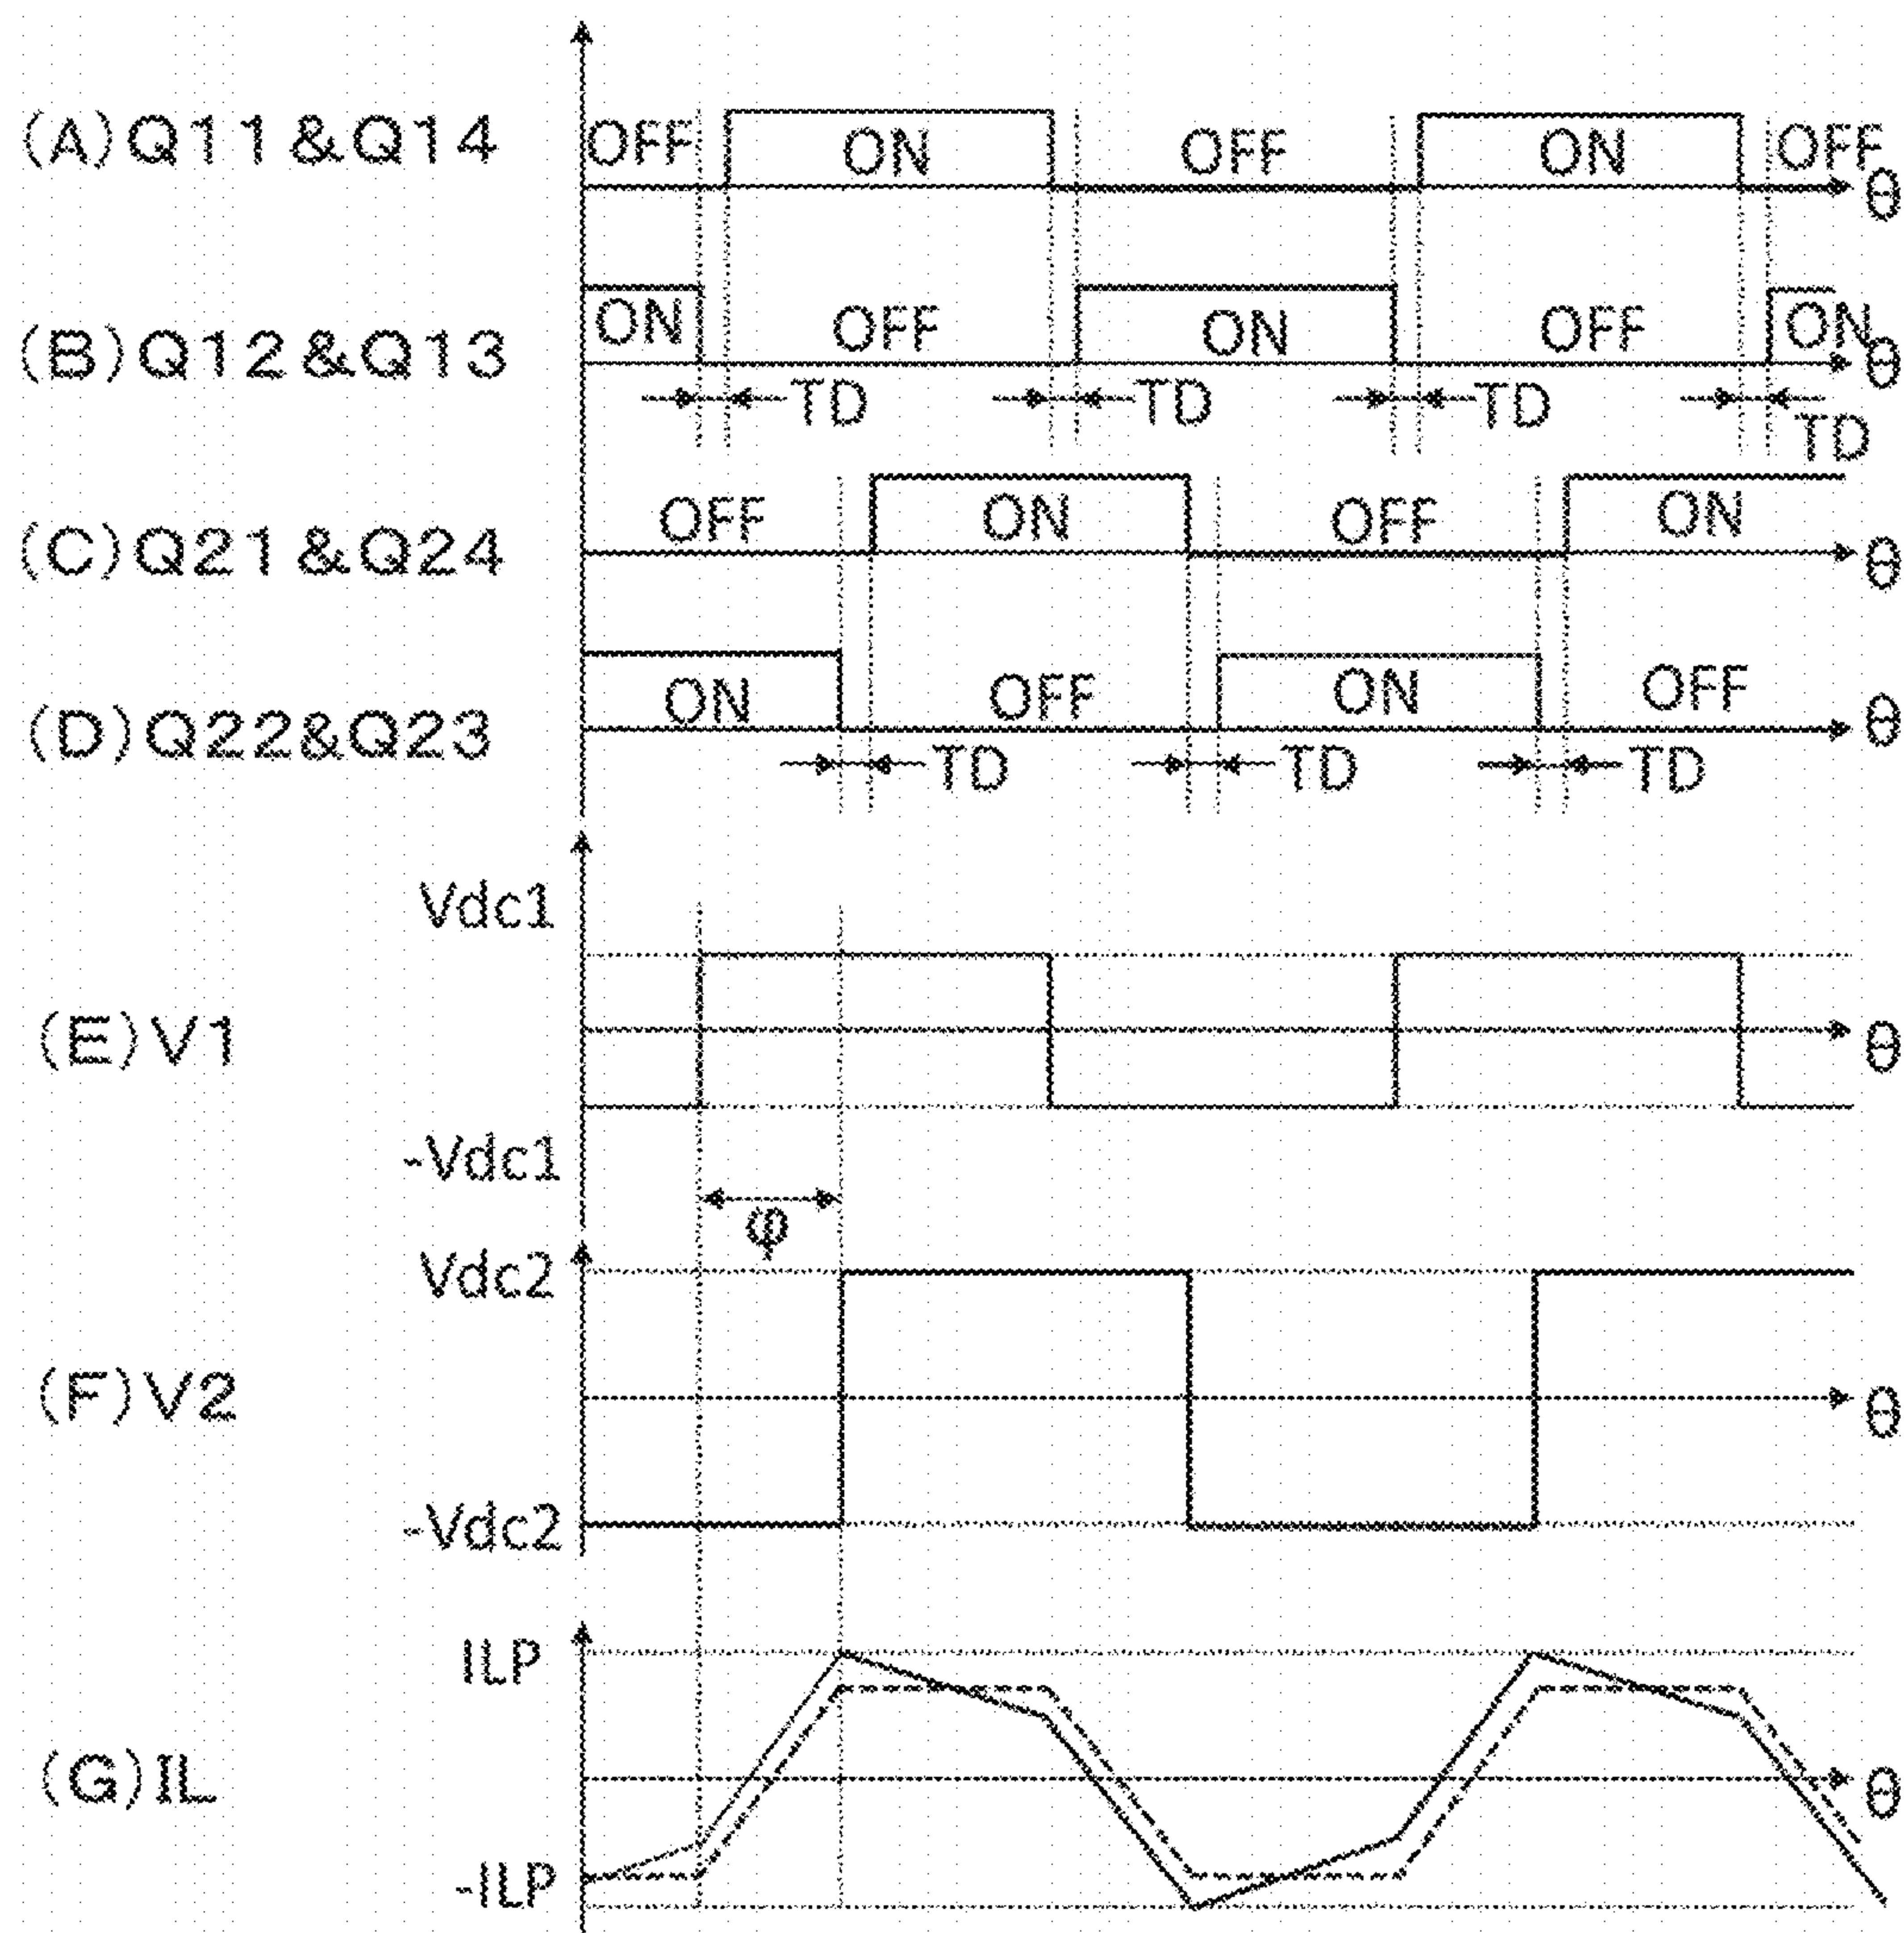 (A)Q11&Q14 OFF ON OFF ON OFF θ
(B)Q12&Q13 ON OFF ON OFF ON θ
TD TD TD TD
(C)Q21&Q24 OFF ON OFF ON θ
(D)Q22&Q23 ON OFF ON OFF θ
TD TD TD
Vdc1
(E)V1 θ
-Vdc1
φ
Vdc2
(F)V2 θ
-Vdc2
ILP
(G)IL θ
-ILP